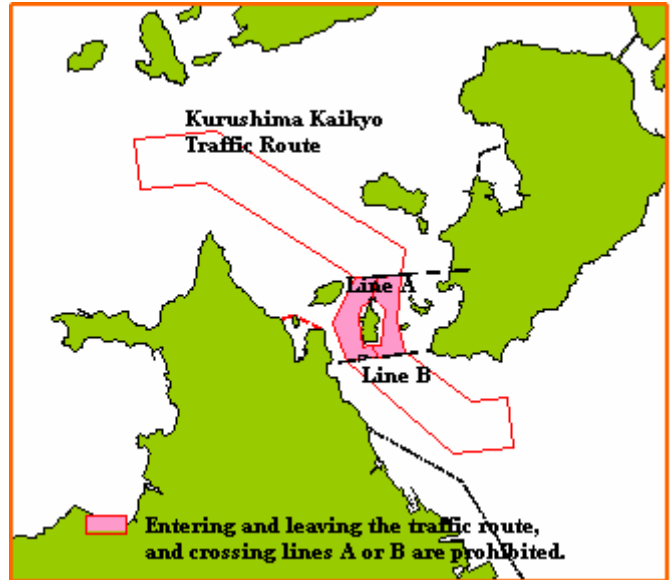 Kurushima Kaikyo
Traffic Route
Line A
Line B
Entering and leaving the traffic route,
and crossing lines A or B are prohibited.